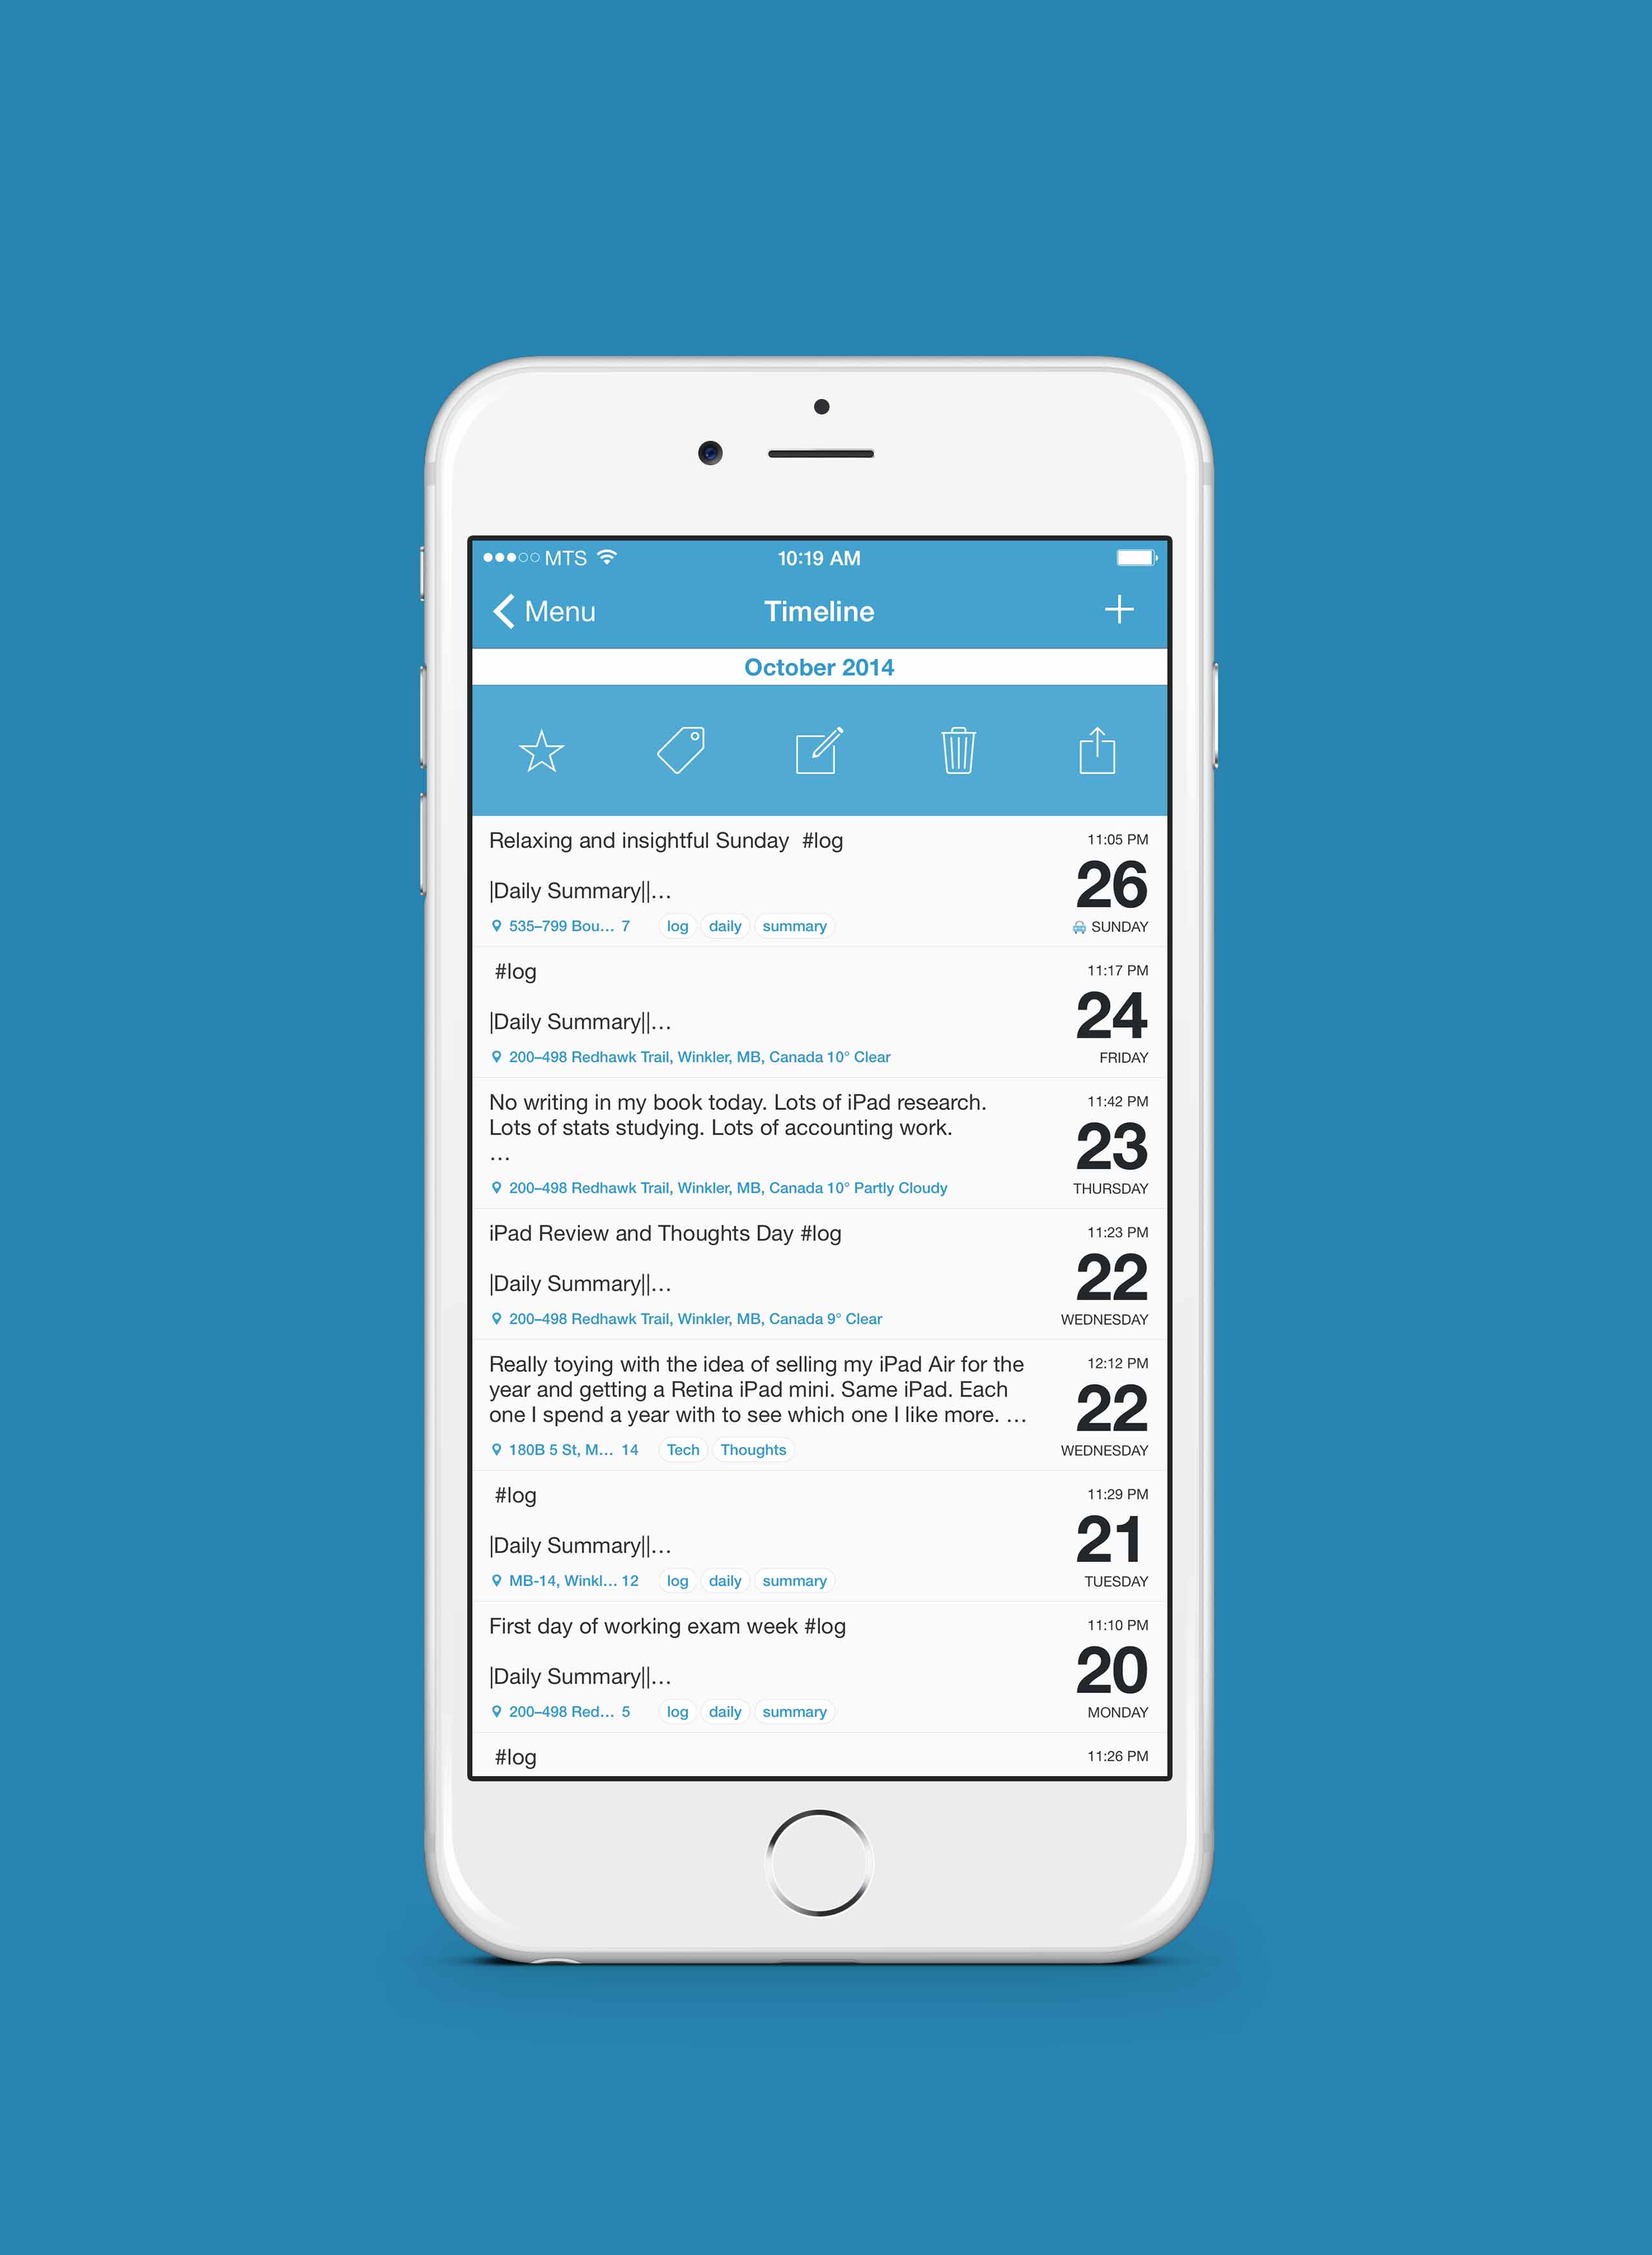 MTS 10:19 AM
Menu Timeline
October 2014
Relaxing and insightful Sunday #log 11:05 PM
26
|Daily Summary||…
535–799 Bou… 7 log daily summary SUNDAY
#log 11:17 PM
24
|Daily Summary||…
200–498 Redhawk Trail, Winkler, MB, Canada 10° Clear FRIDAY
No writing in my book today. Lots of iPad research. 11:42 PM
Lots of stats studying. Lots of accounting work. 23
…
200–498 Redhawk Trail, Winkler, MB, Canada 10° Partly Cloudy THURSDAY
iPad Review and Thoughts Day #log 11:23 PM
22
|Daily Summary||…
200–498 Redhawk Trail, Winkler, MB, Canada 9° Clear WEDNESDAY
Really toying with the idea of selling my iPad Air for the 12:12 PM
year and getting a Retina iPad mini. Same iPad. Each 22
one I spend a year with to see which one I like more. …
180B 5 St, M… 14 Tech Thoughts WEDNESDAY
#log 11:29 PM
21
|Daily Summary||…
MB-14, Winkl… 12 log daily summary TUESDAY
First day of working exam week #log 11:10 PM
20
|Daily Summary||…
200–498 Red… 5 log daily summary MONDAY
#log 11:26 PM